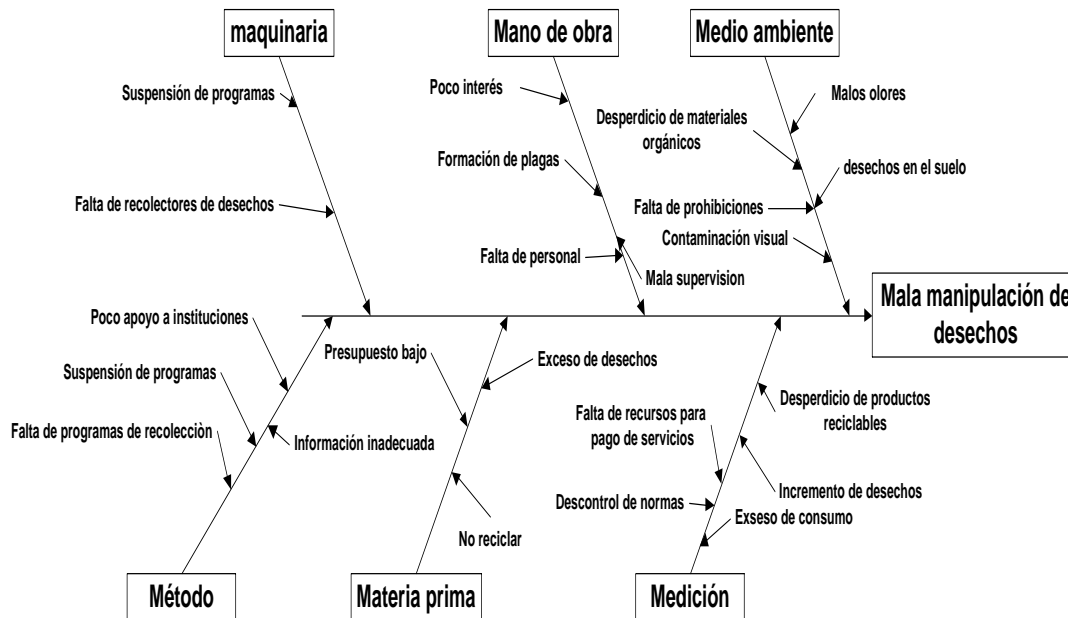 maquinaria
Mano de obra
Medio ambiente
Suspensión de programas
Poco interés
Malos olores
Desperdicio de materiales
orgánicos
Formación de plagas
desechos en el suelo
Falta de recolectores de desechos
Falta de prohibiciones
Contaminación visual
Falta de personal
Mala supervision
Mala manipulación de
desechos
Poco apoyo a instituciones
Presupuesto bajo
Exceso de desechos
Suspensión de programas
Desperdicio de productos
reciclables
Falta de recursos para
pago de servicios
Falta de programas de recolecciòn
Información inadecuada
Incremento de desechos
Descontrol de normas
Exseso de consumo
No reciclar
Método
Materia prima
Medición